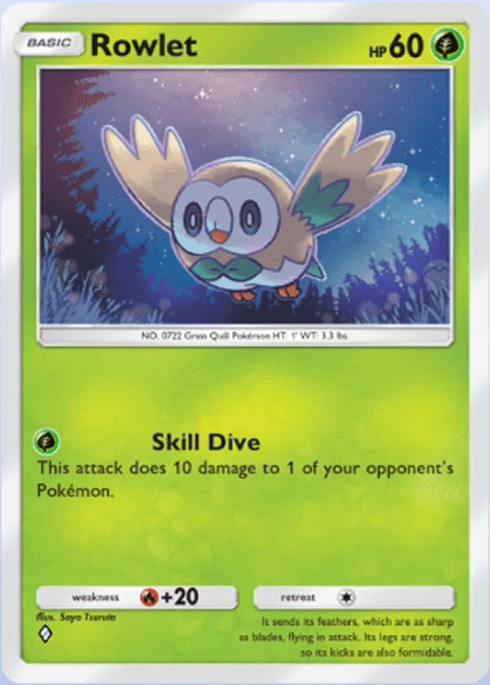 BASIC Rowlet HP 60
NO. 0722 Grass Quill Pokémon HT: 1' WT: 3.3 lbs.
Skill Dive
This attack does 10 damage to 1 of your opponent's
Pokémon.
weakness +20 retreat
Illus. Saya Tsuruta
It sends its feathers, which are as sharp
as blades, flying in attack. Its legs are strong,
so its kicks are also formidable.